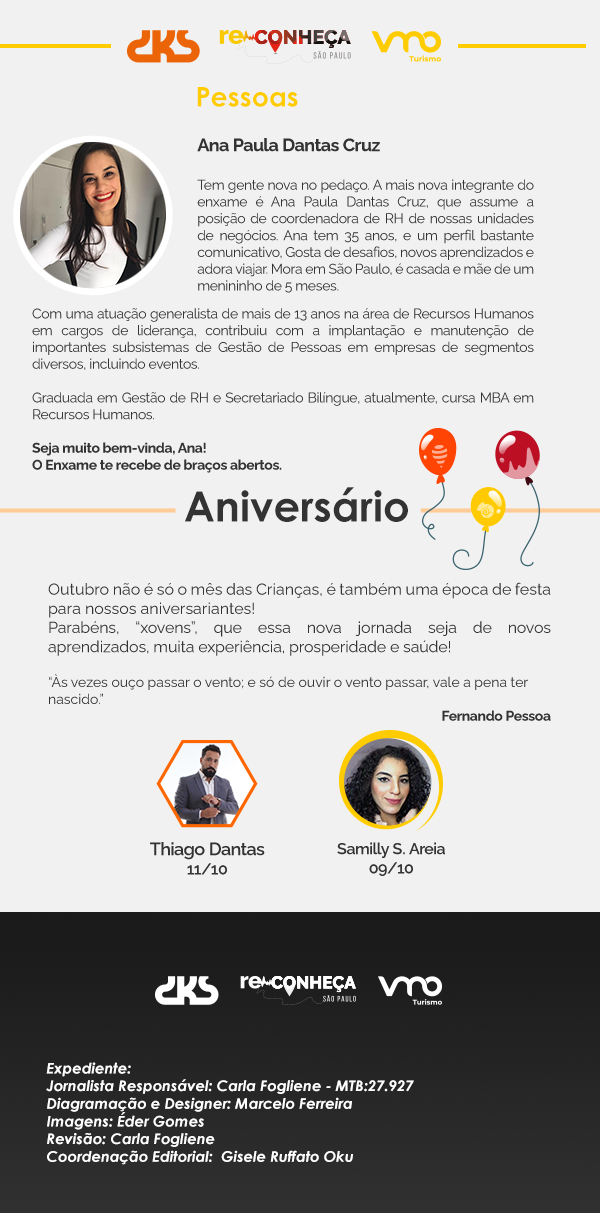 DKS
re CONHEÇA
SÃO PAULO
vmo
Turismo
Pessoas
Ana Paula Dantas Cruz
Tem gente nova no pedaço. A mais nova integrante do
enxame é Ana Paula Dantas Cruz, que assume a
posição de coordenadora de RH de nossas unidades
de negócios. Ana tem 35 anos, e um perfil bastante
comunicativo, Gosta de desafios, novos aprendizados e
adora viajar. Mora em São Paulo, é casada e mãe de um
menininho de 5 meses.
Com uma atuação generalista de mais de 13 anos na área de Recursos Humanos
em cargos de liderança, contribuiu com a implantação e manutenção de
importantes subsistemas de Gestão de Pessoas em empresas de segmentos
diversos, incluindo eventos.
Graduada em Gestão de RH e Secretariado Bilíngue, atualmente, cursa MBA em
Recursos Humanos.
Seja muito bem-vinda, Ana!
O Enxame te recebe de braços abertos.
Aniversário
Outubro não é só o mês das Crianças, é também uma época de festa
para nossos aniversariantes!
Parabéns, “xovens”, que essa nova jornada seja de novos
aprendizados, muita experiência, prosperidade e saúde!
“Às vezes ouço passar o vento; e só de ouvir o vento passar, vale a pena ter
nascido.”
Fernando Pessoa
Thiago Dantas
11/10
Samilly S. Areia
09/10
DKS
re CONHEÇA
SÃO PAULO
vmo
Turismo
Expediente:
Jornalista Responsável: Carla Fogliene - MTB:27.927
Diagramação e Designer: Marcelo Ferreira
Imagens: Éder Gomes
Revisão: Carla Fogliene
Coordenação Editorial: Gisele Ruffato Oku